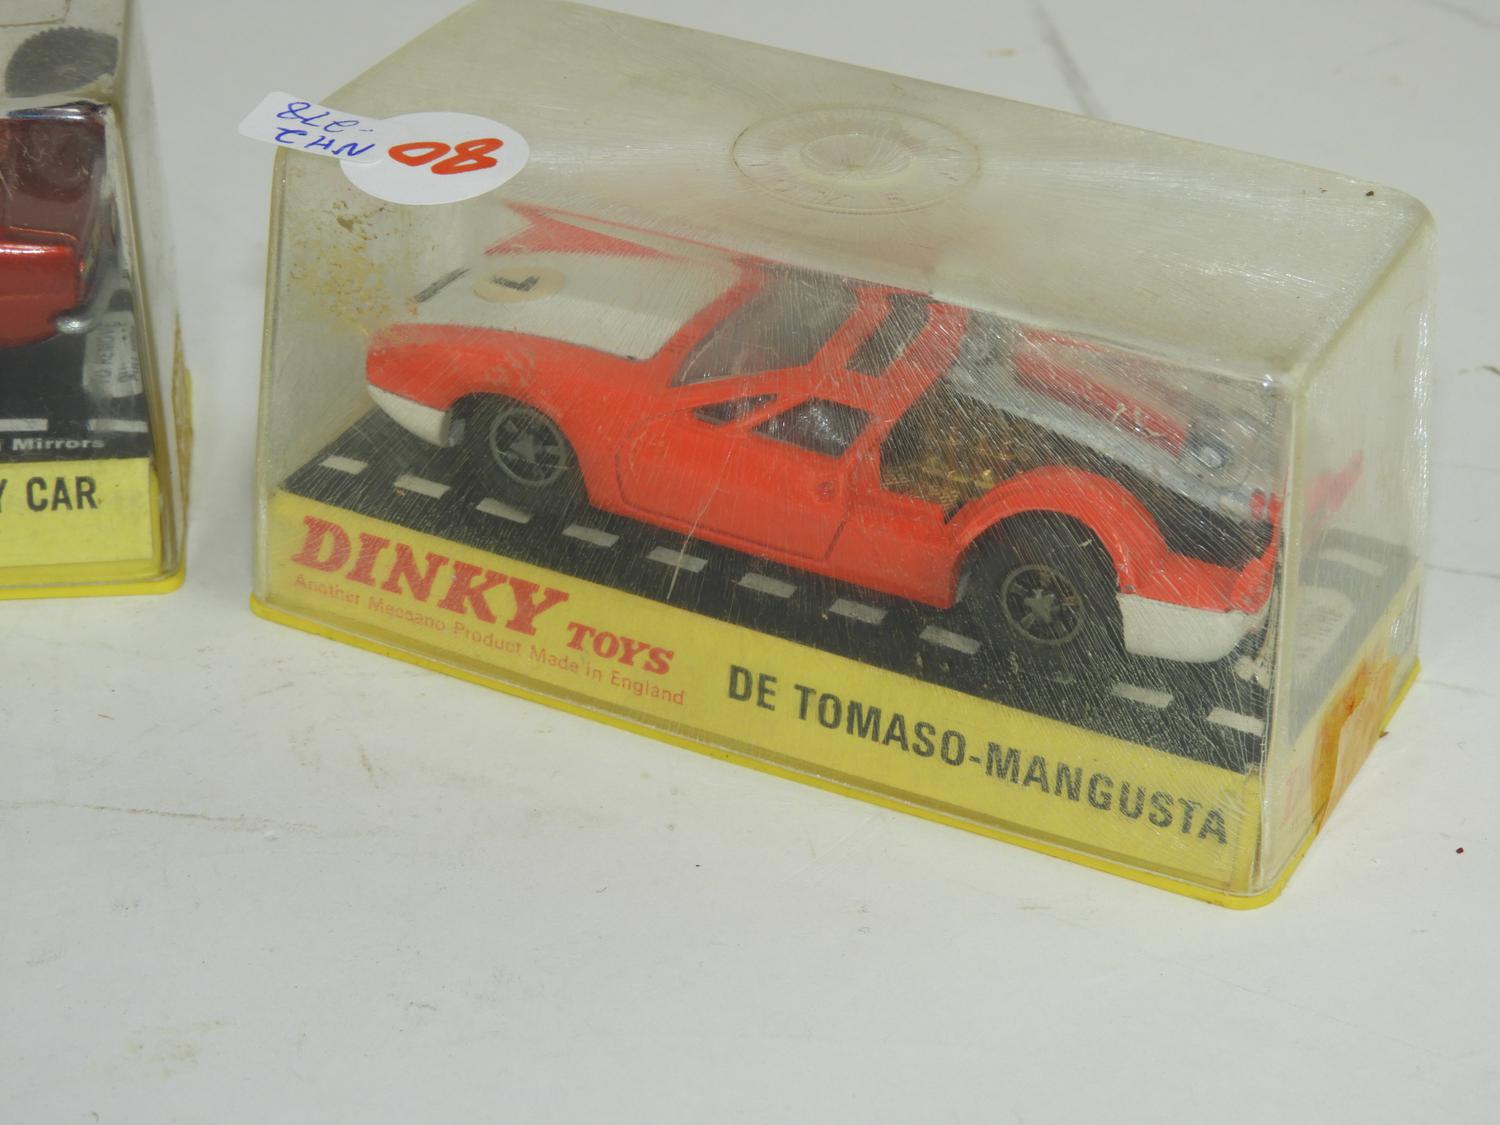 08
Mirrors
Y CAR
DINKY TOYS
Another Meccano Product Made in England
DE TOMASO-MANGUSTA